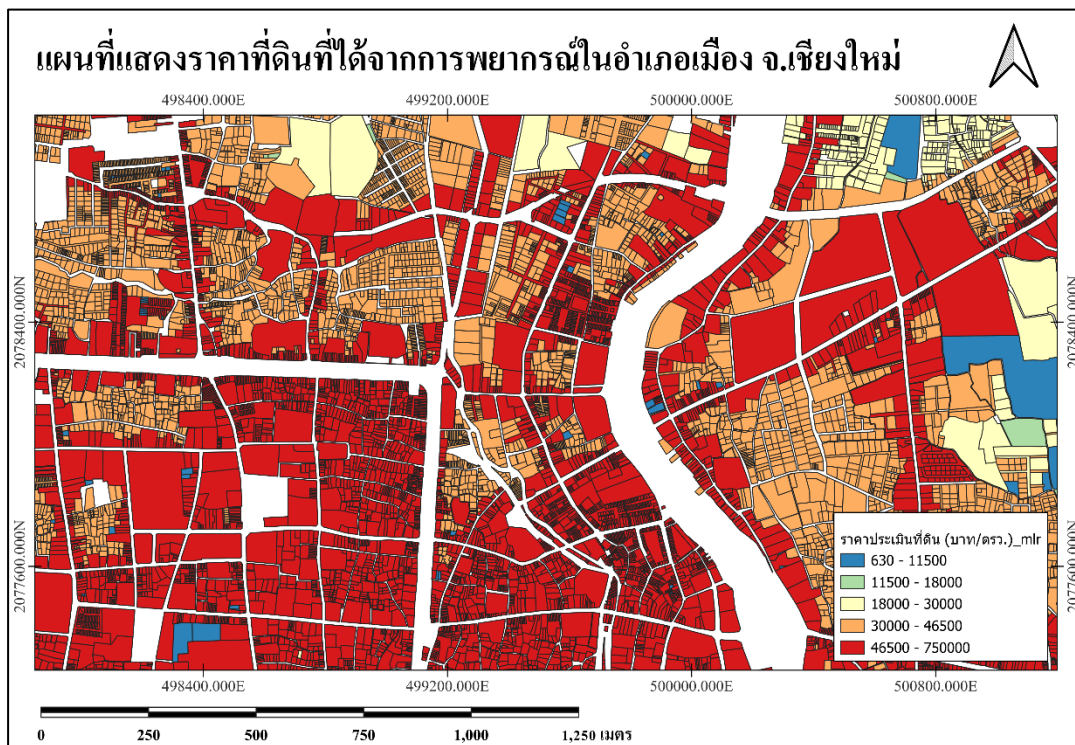 แผนที่แสดงราคาที่ดินที่ได้จากการพยากรณ์ในอำเภอเมือง จ.เชียงใหม่
498400.000E 499200.000E 500000.000E 500800.000E
2078400.000N 2078400.000N
2077600.000N 2077600.000N
ราคาประเมินที่ดิน (บาท/ตรว.)_mlr
630 - 11500
11500 - 18000
18000 - 30000
30000 - 46500
46500 - 750000
498400.000E 499200.000E 500000.000E 500800.000E
0 250 500 750 1,000 1,250 เมตร